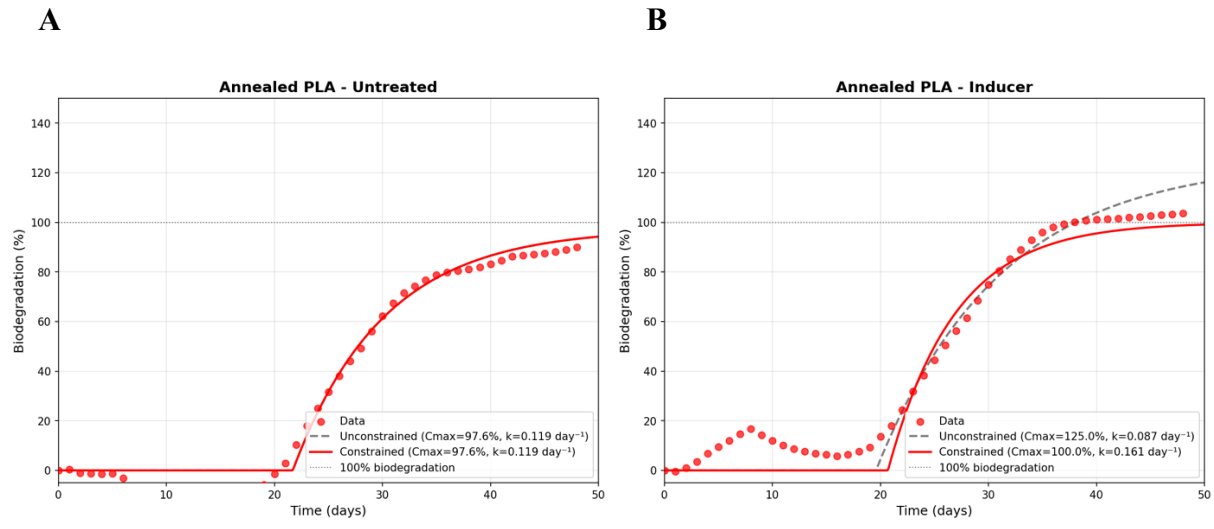 A
Annealed PLA - Untreated
Biodegradation (%)
140
120
100
80
60
40
20
0
Data
Unconstrained (Cmax=97.6%, k=0.119 day⁻¹)
Constrained (Cmax=97.6%, k=0.119 day⁻¹)
100% biodegradation
0 10 20 30 40 50
Time (days)
B
Annealed PLA - Inducer
Biodegradation (%)
140
120
100
80
60
40
20
0
Data
Unconstrained (Cmax=125.0%, k=0.087 day⁻¹)
Constrained (Cmax=100.0%, k=0.161 day⁻¹)
100% biodegradation
0 10 20 30 40 50
Time (days)